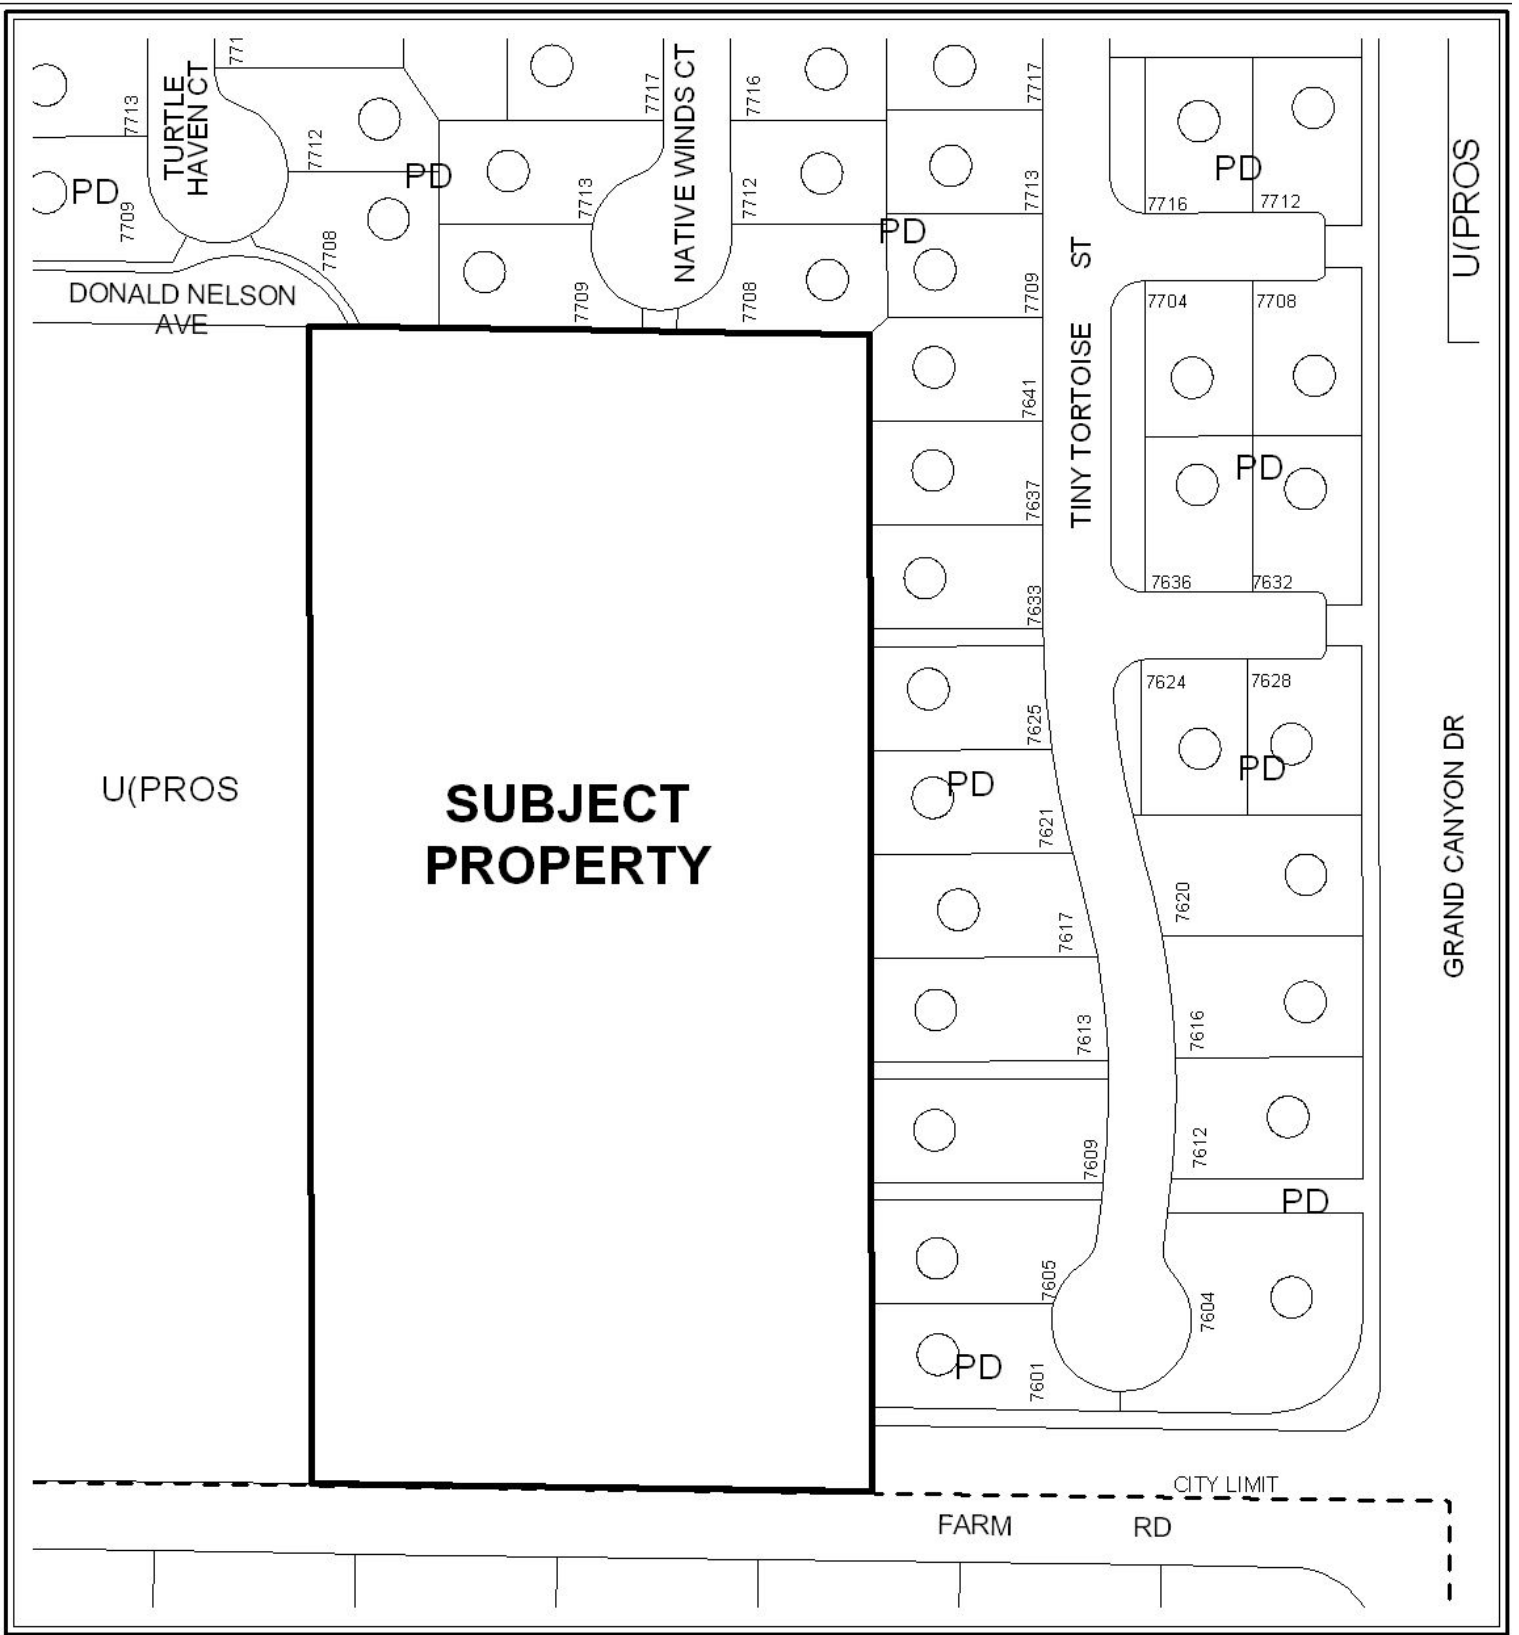 771
7717
7716
7717
7713
TURTLE
HAVEN CT
7712
NATIVE WINDS CT
PD
7709
PD
7713
7712
7713
PD
7716
7712
U(PROS
7708
PD
ST
DONALD NELSON
AVE
7709
7708
7709
7704
7708
7641
TINY TORTOISE
PD
7637
7636
7632
7633
7624
7628
7625
U(PROS
SUBJECT
PROPERTY
PD
PD
7621
GRAND CANYON DR
7617
7620
7613
7616
7609
7612
PD
7605
7604
PD
7601
CITY LIMIT
FARM RD